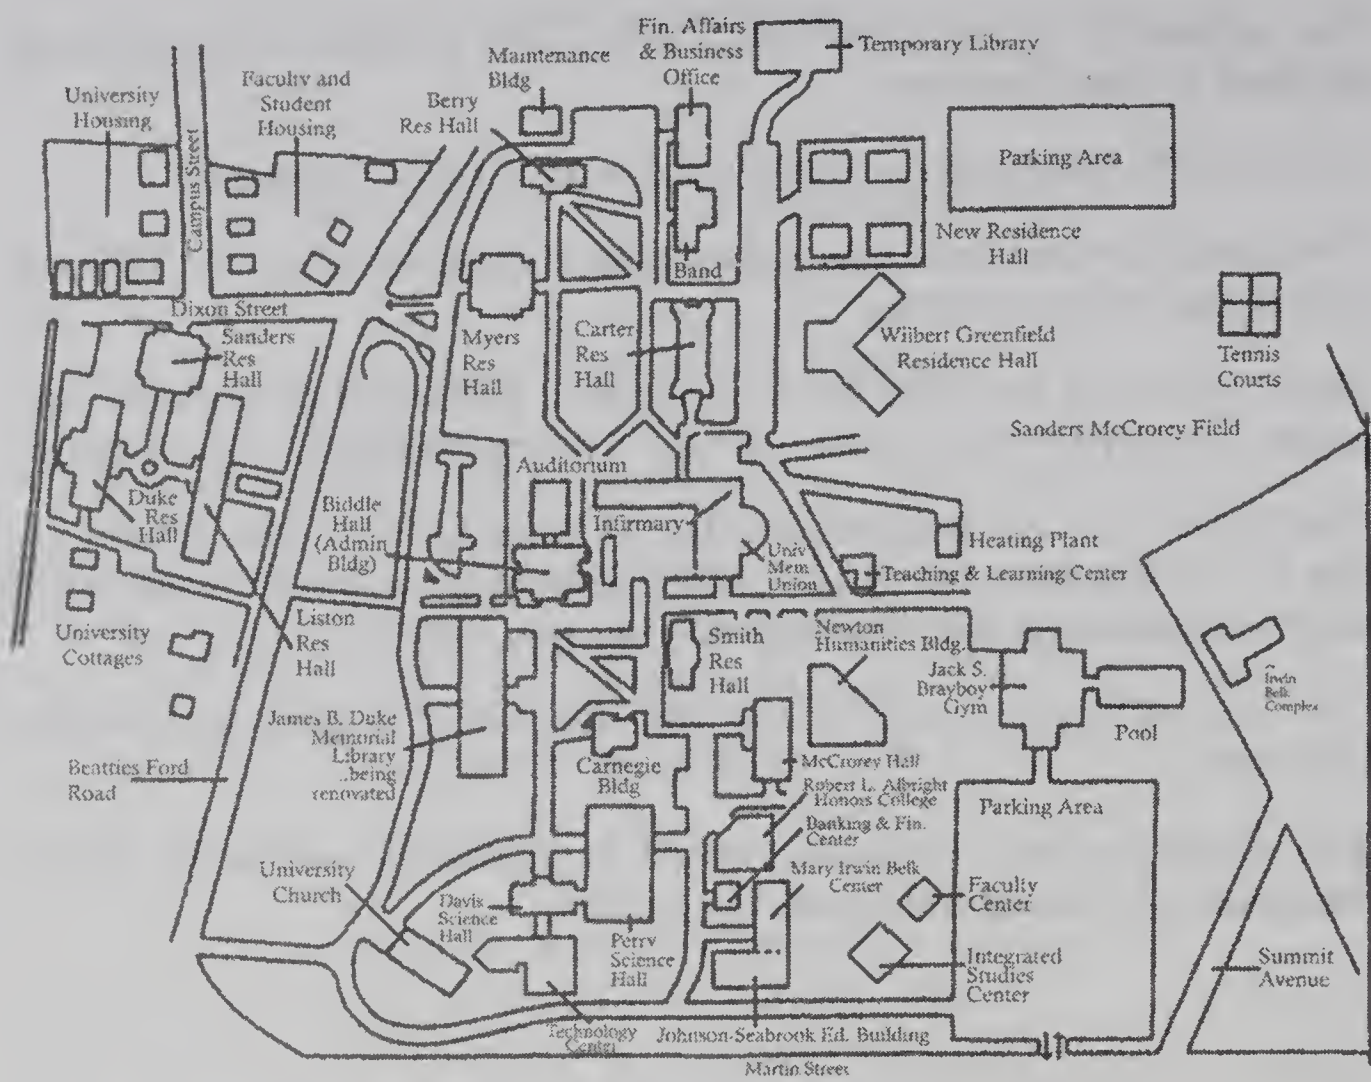 Fin. Affairs
& Business
Office
Temporary Library
Maintenance
Bldg
University
Housing
Faculty and
Student
Housing
Berry
Res Hall
Campus Street
Parking Area
New Residence
Hall
Band
Dixon Street
Sanders
Res
Hall
Myers
Res
Hall
Carter
Res
Hall
Wilbert Greenfield
Residence Hall
Tennis
Courts
Sanders McCrorey Field
Auditorium
Duke
Res
Hall
Biddle
Hall
(Admin
Bldg)
Infirmary
Univ
Mem
Union
Heating Plant
Teaching & Learning Center
University
Cottages
Liston
Res
Hall
Smith
Res
Hall
Newton
Humanities Bldg.
Jack S.
Brayboy
Gym
Irwin
Belk
Complex
Pool
James B. Duke
Memorial
Library
..being
renovated
Beatties Ford
Road
Carnegie
Bldg
McCrorey Hall
Robert L. Albright
Honors College
Parking Area
Banking & Fin.
Center
University
Church
Mary Irwin Belk
Center
Davis
Science
Hall
Faculty
Center
Perry
Science
Hall
Integrated
Studies
Center
Summit
Avenue
Technology
Center
Johnson-Seabrook Ed. Building
Martin Street